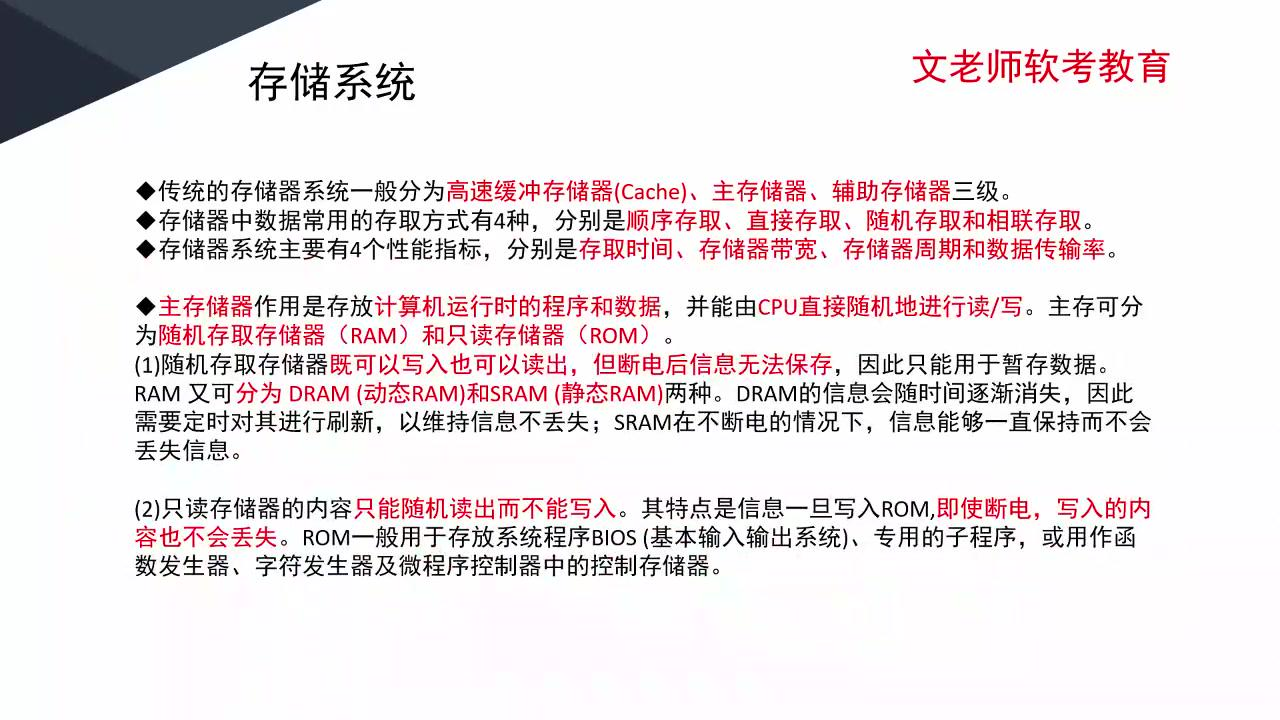 存储系统
文老师软考教育
◆传统的存储器系统一般分为高速缓冲存储器(Cache)、主存储器、辅助存储器三级。
◆存储器中数据常用的存取方式有4种，分别是顺序存取、直接存取、随机存取和相联存取。
◆存储器系统主要有4个性能指标，分别是存取时间、存储器带宽、存储器周期和数据传输率。
◆主存储器作用是存放计算机运行时的程序和数据，并能由CPU直接随机地进行读/写。主存可分
为随机存取存储器（RAM）和只读存储器（ROM）。
(1)随机存取存储器既可以写入也可以读出，但断电后信息无法保存，因此只能用于暂存数据。
RAM 又可分为 DRAM (动态RAM)和SRAM (静态RAM)两种。DRAM的信息会随时间逐渐消失，因此
需要定时对其进行刷新，以维持信息不丢失；SRAM在不断电的情况下，信息能够一直保持而不会
丢失信息。
(2)只读存储器的内容只能随机读出而不能写入。其特点是信息一旦写入ROM,即使断电，写入的内
容也不会丢失。ROM一般用于存放系统程序BIOS (基本输入输出系统)、专用的子程序，或用作函
数发生器、字符发生器及微程序控制器中的控制存储器。